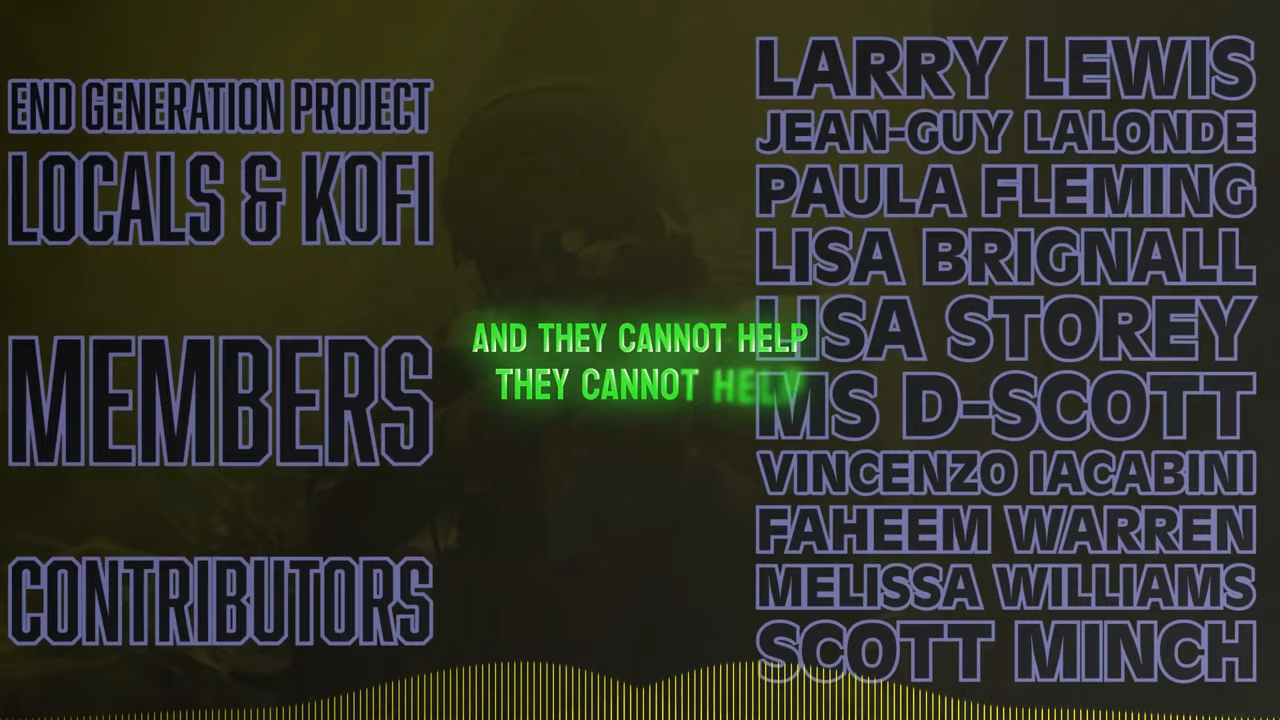 END GENERATION PROJECT
LOCALS & KOFI
MEMBERS
CONTRIBUTORS
AND THEY CANNOT HELP
THEY CANNOT HELP
LARRY LEWIS
JEAN-GUY LALONDE
PAULA FLEMING
LISA BRIGNALL
LISA STOREY
MS D-SCOTT
VINCENZO IACABINI
FAHEEM WARREN
MELISSA WILLIAMS
SCOTT MINCH